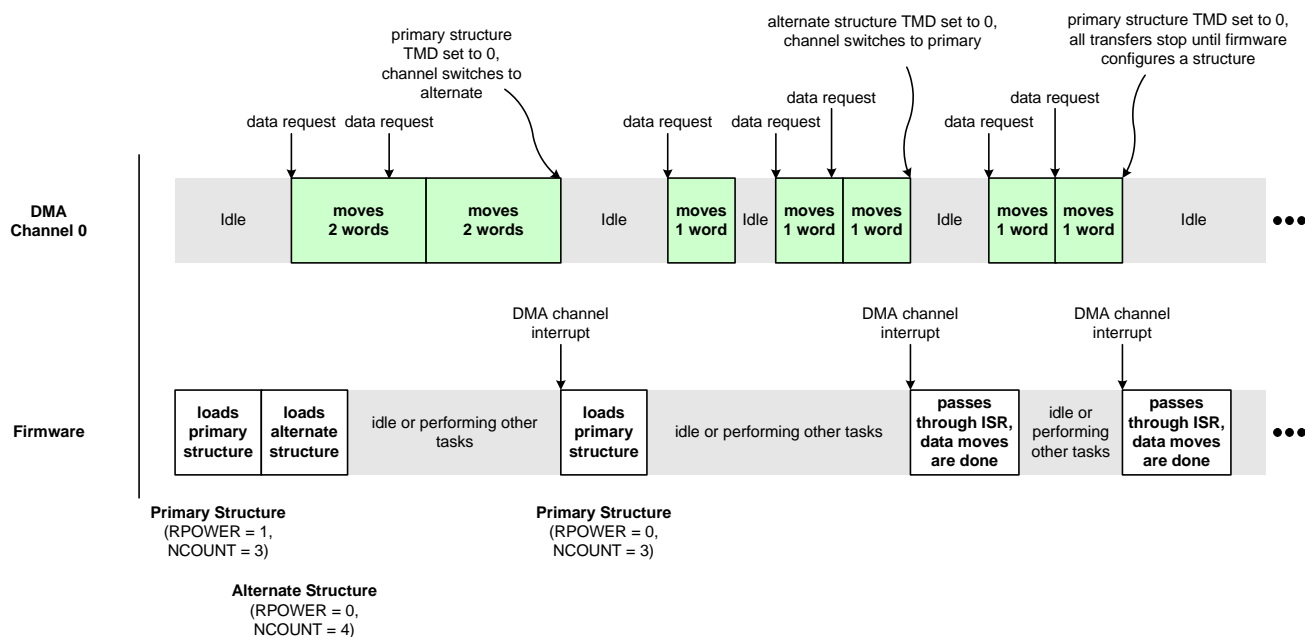 primary structure
TMD set to 0,
channel switches to
alternate
alternate structure TMD set to 0,
channel switches to primary
primary structure TMD set to 0,
all transfers stop until firmware
configures a structure
data request
data request
data request
data request
data request
data request
data request
DMA
Channel 0
Idle
moves
2 words
moves
2 words
Idle
moves
1 word
Idle
moves
1 word
moves
1 word
Idle
moves
1 word
moves
1 word
Idle
DMA channel
interrupt
DMA channel
interrupt
DMA channel
interrupt
Firmware
loads
primary
structure
loads
alternate
structure
idle or performing other
tasks
loads
primary
structure
idle or performing other tasks
passes
through ISR,
data moves
are done
idle or
performing
other tasks
passes
through ISR,
data moves
are done
Primary Structure
(RPOWER = 1,
NCOUNT = 3)
Primary Structure
(RPOWER = 0,
NCOUNT = 3)
Alternate Structure
(RPOWER = 0,
NCOUNT = 4)